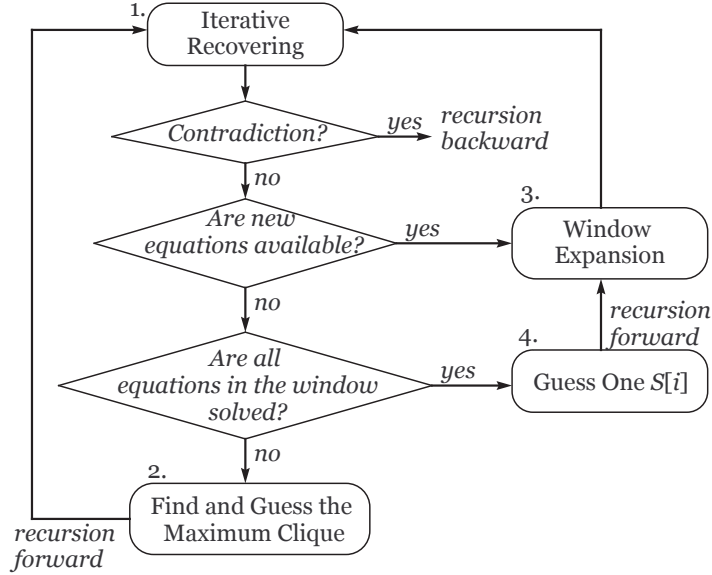 1.
Iterative
Recovering
Contradiction?
yes
recursion
backward
no
Are new
equations available?
yes
3.
Window
Expansion
no
recursion
forward
Are all
equations in the window
solved?
yes
4.
Guess One S[i]
no
2.
Find and Guess the
Maximum Clique
recursion
forward